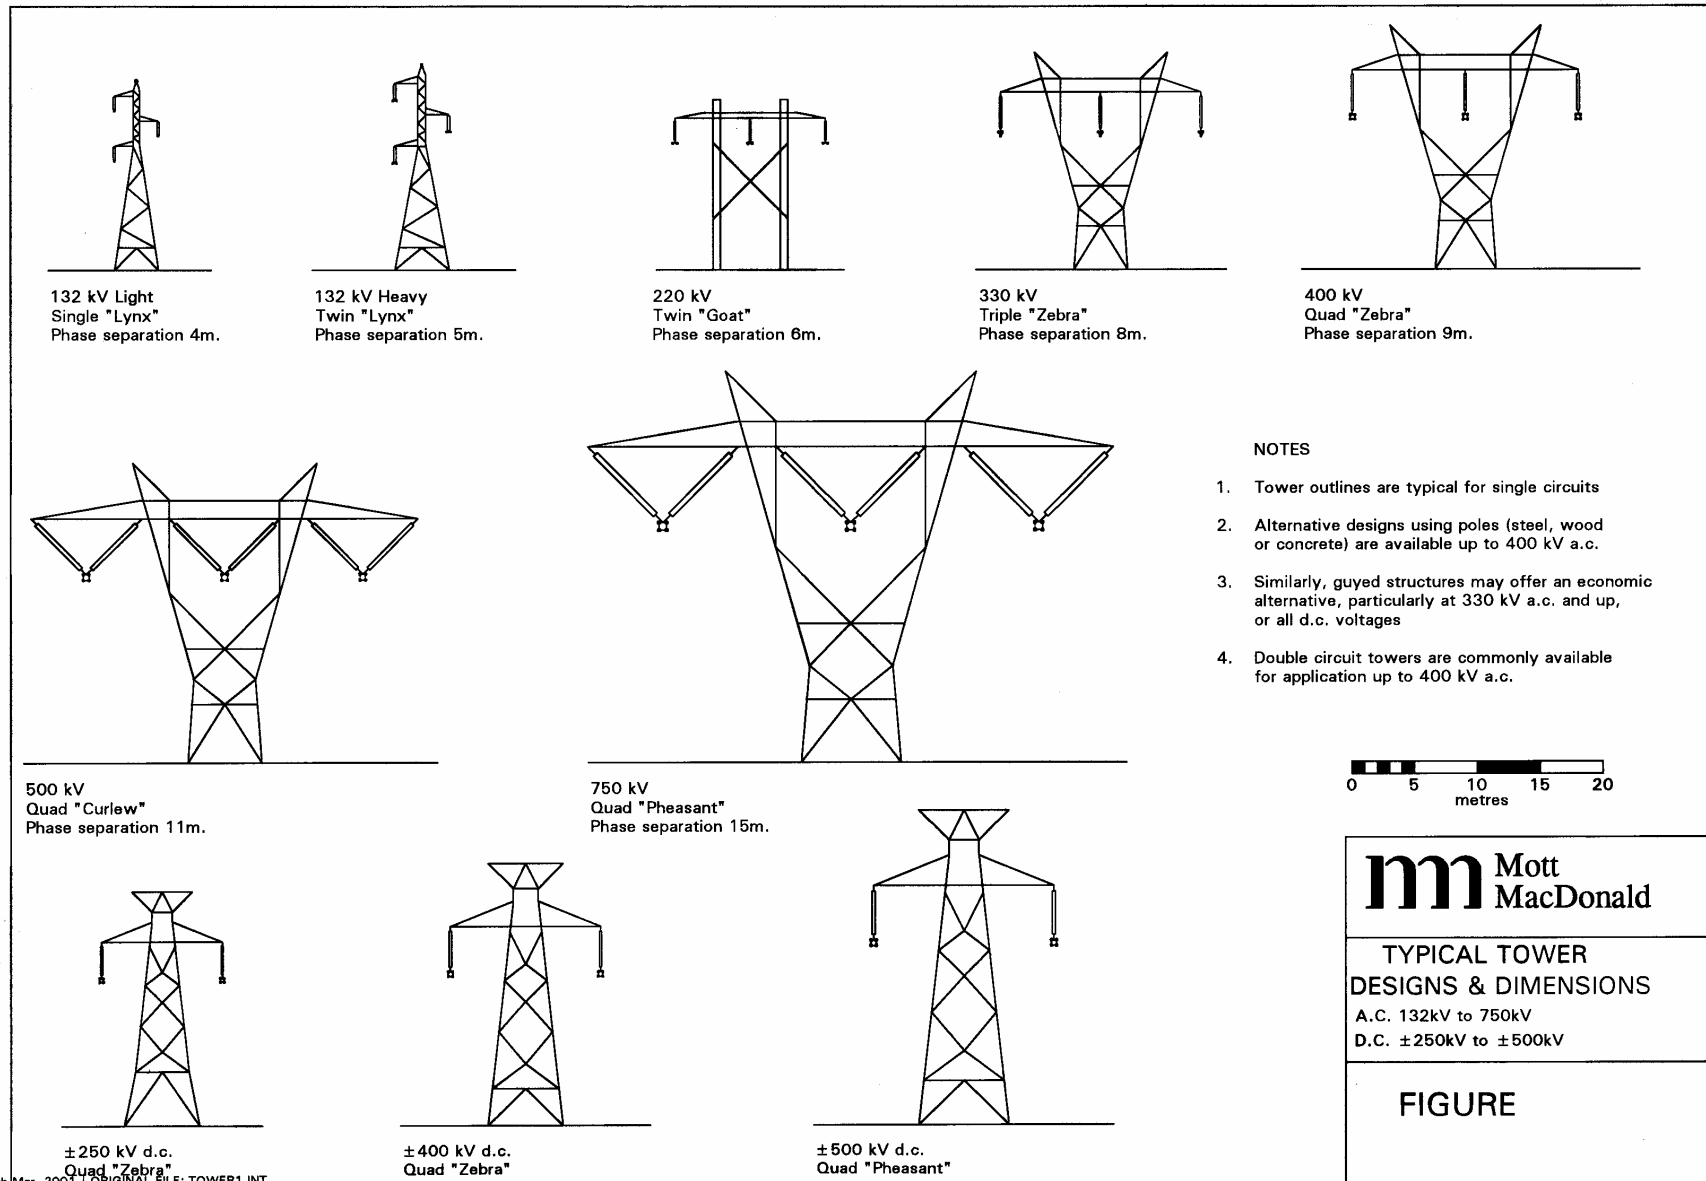 132 kV Light
Single "Lynx"
Phase separation 4m.
132 kV Heavy
Twin "Lynx"
Phase separation 5m.
220 kV
Twin "Goat"
Phase separation 6m.
330 kV
Triple "Zebra"
Phase separation 8m.
400 kV
Quad "Zebra"
Phase separation 9m.
500 kV
Quad "Curlew"
Phase separation 11m.
750 kV
Quad "Pheasant"
Phase separation 15m.
NOTES
1. Tower outlines are typical for single circuits
2. Alternative designs using poles (steel, wood
or concrete) are available up to 400 kV a.c.
3. Similarly, guyed structures may offer an economic
alternative, particularly at 330 kV a.c. and up,
or all d.c. voltages
4. Double circuit towers are commonly available
for application up to 400 kV a.c.
0 5 10 15 20
metres
±250 kV d.c.
Quad "Zebra"
±400 kV d.c.
Quad "Zebra"
±500 kV d.c.
Quad "Pheasant"
Mott
MacDonald
TYPICAL TOWER
DESIGNS & DIMENSIONS
A.C. 132kV to 750kV
D.C. ±250kV to ±500kV
FIGURE
Mar, 2001 ORIGINAL FILE: TOWER1.INT